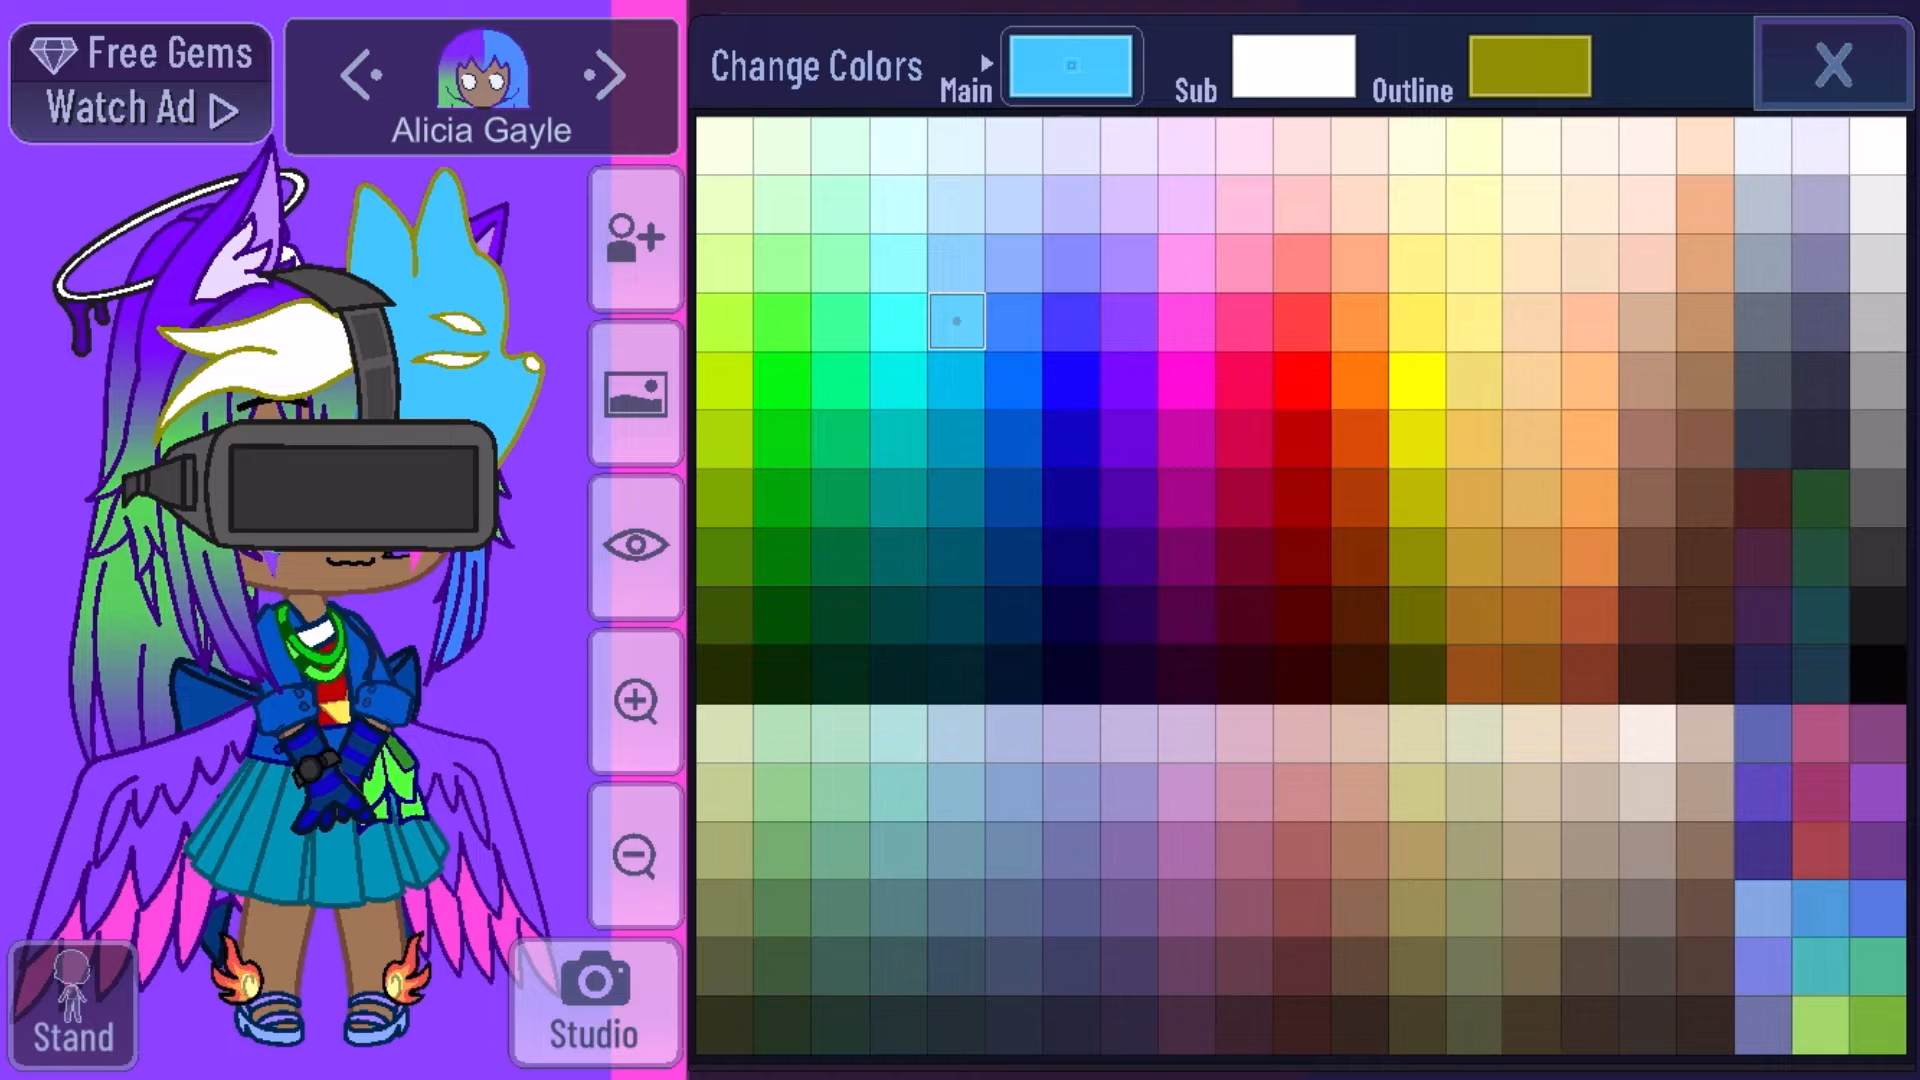 Free Gems
Watch Ad
Alicia Gayle
Change Colors
Main
Sub
Outline
X
Stand
Studio